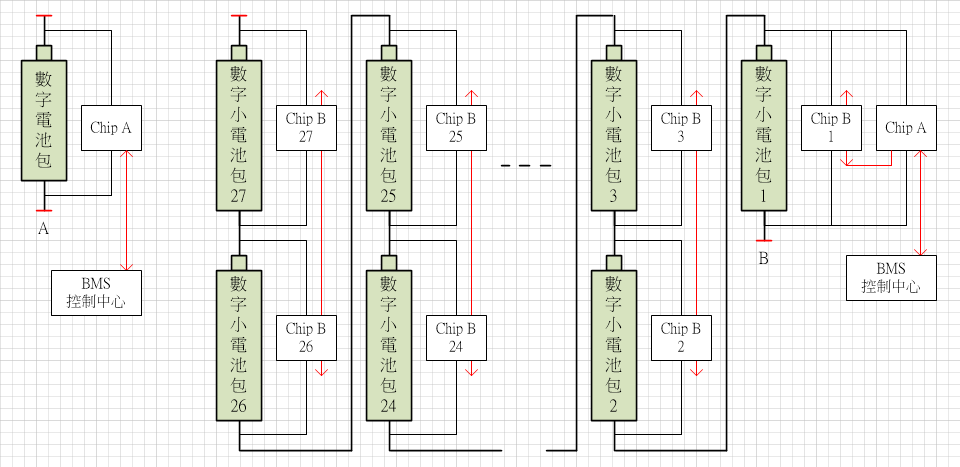 數字電池包
Chip A
A
BMS
控制中心
數字小電池包
27
Chip B
27
數字小電池包
26
Chip B
26
數字小電池包
25
Chip B
25
數字小電池包
24
Chip B
24
數字小電池包
3
Chip B
3
數字小電池包
2
Chip B
2
數字小電池包
1
Chip B
1
Chip A
B
BMS
控制中心